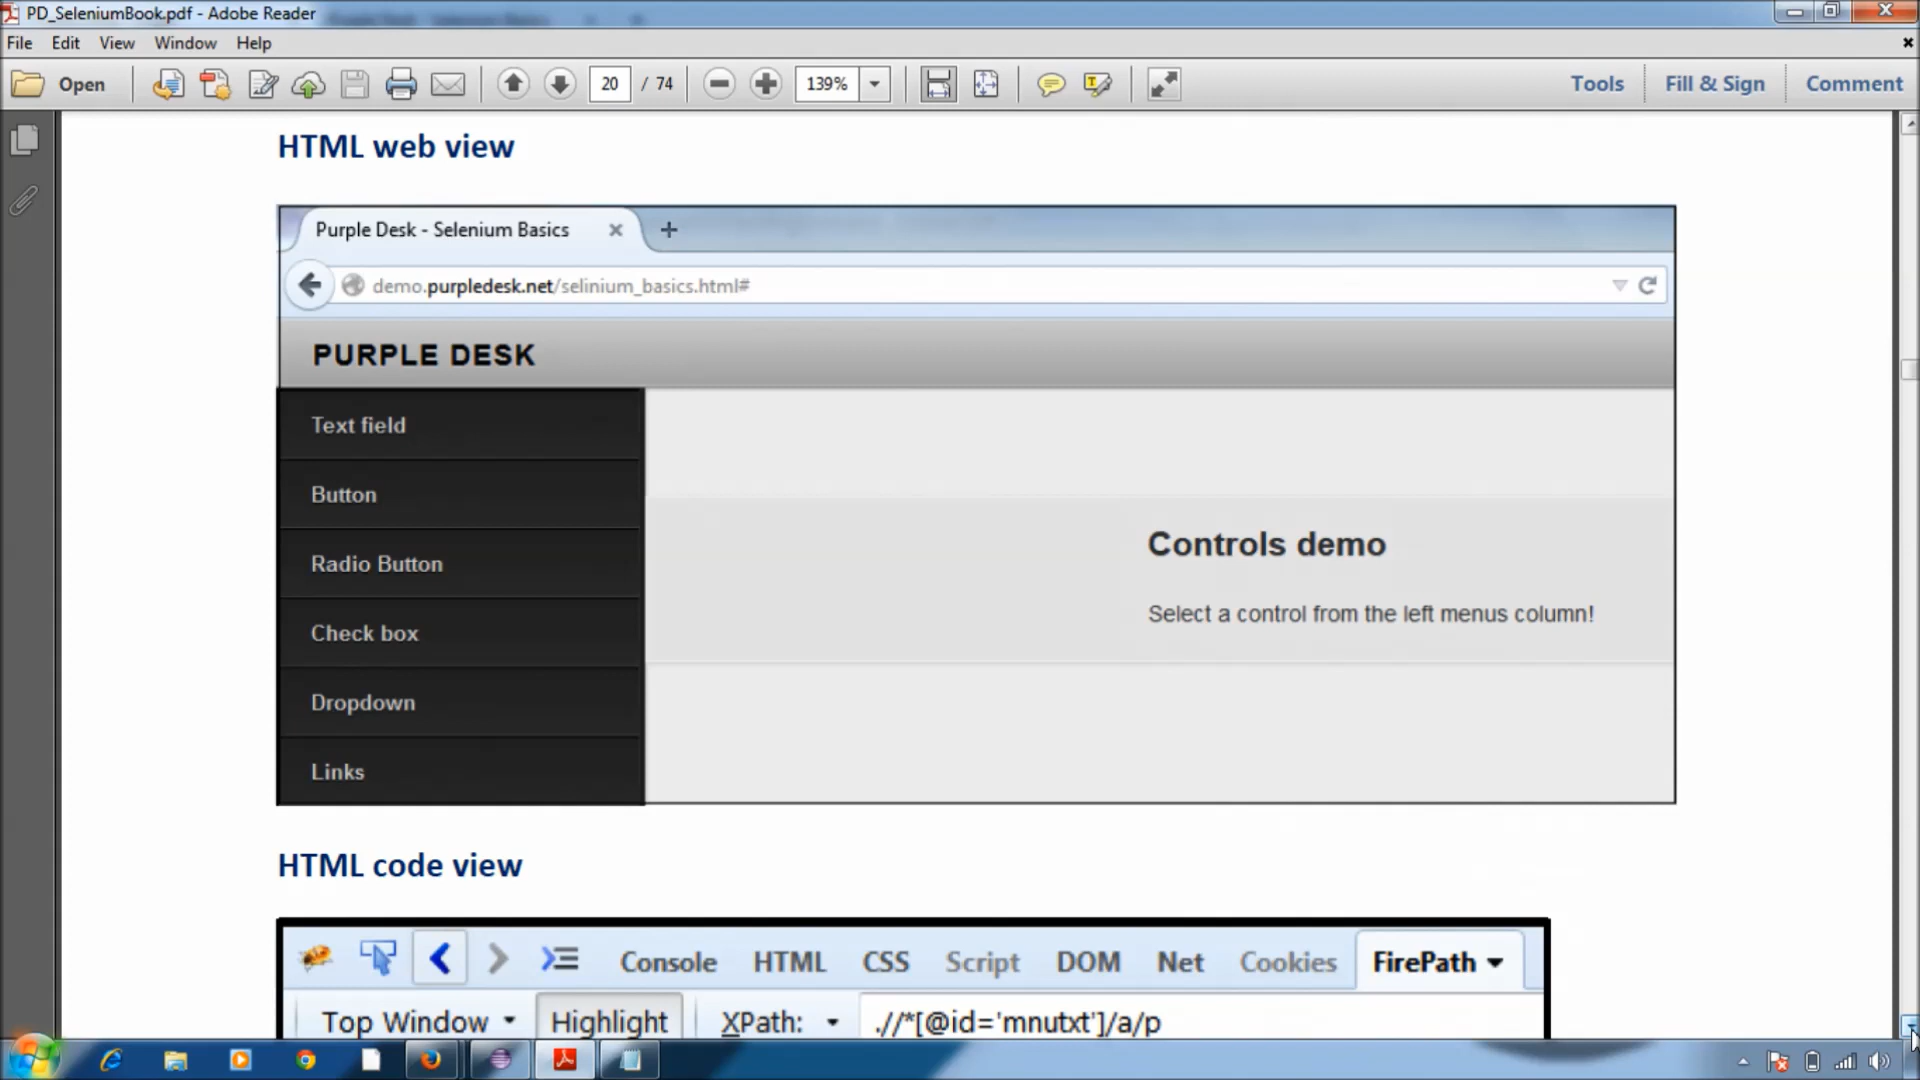 PD_SeleniumBook.pdf - Adobe Reader
File Edit View Window Help
Open 20 / 74 139% Tools Fill & Sign Comment
HTML web view
Purple Desk - Selenium Basics
demo.purpledesk.net/selinium_basics.html#
PURPLE DESK
Text field
Button
Radio Button
Check box
Dropdown
Links
Controls demo
Select a control from the left menus column!
HTML code view
Console HTML CSS Script DOM Net Cookies FirePath
Top Window Highlight XPath: .//*[@id='mnutxt']/a/p